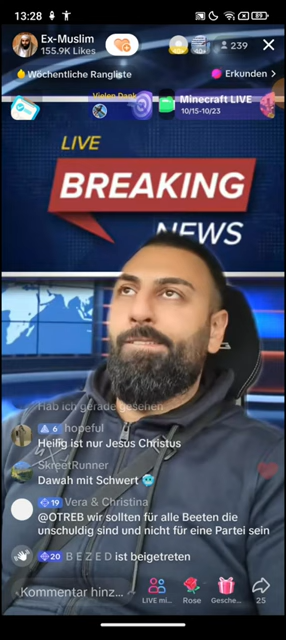 13:28
89
Ex-Muslim
155.9K Likes
239
40+
Wöchentliche Rangliste
Erkunden >
Vielen Dank
Minecraft LIVE
10/15-10/23
LIVE
BREAKING
NEWS
Hab ich gerade gesehen
6 hopeful
Heilig ist nur Jesus Christus
SkreetRunner
Dawah mit Schwert
19 Vera & Christina
@OTREB wir sollten für alle Beeten die
unschuldig sind und nicht für eine Partei sein
20 B E Z E D ist beigetreten
Kommentar hinz...
LIVE mi...
Rose
Gesche...
25